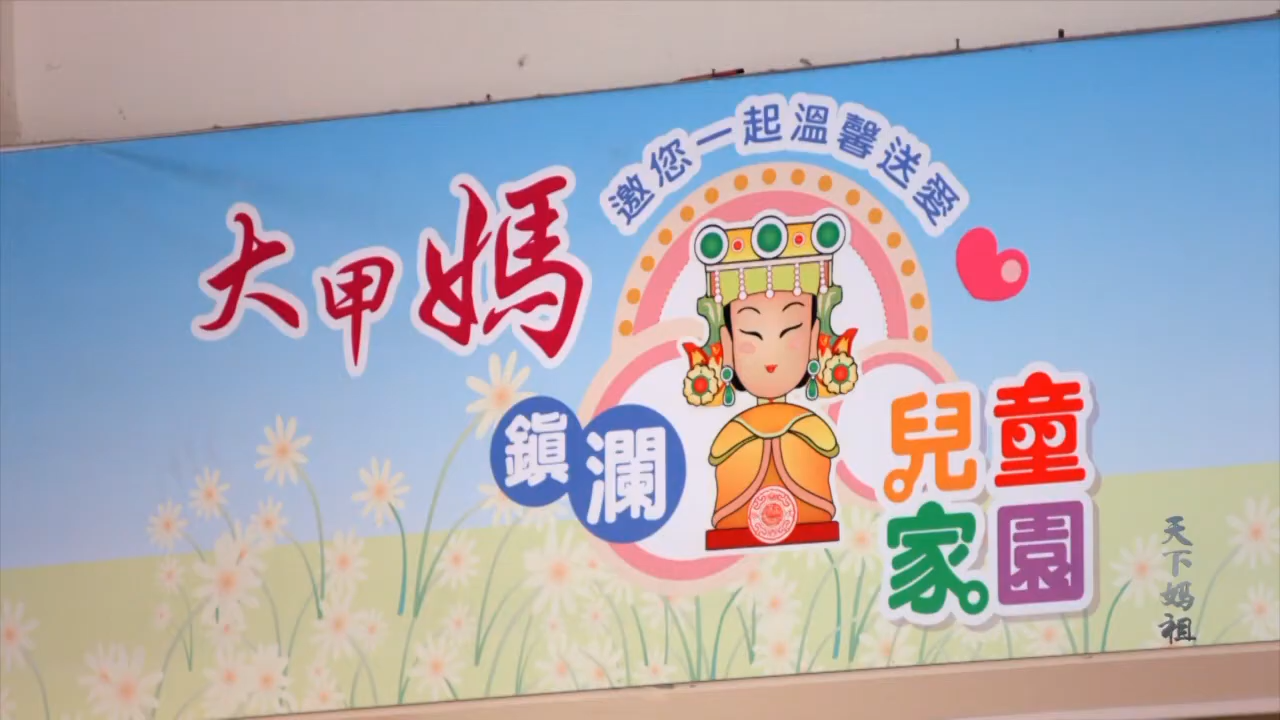 邀您一起溫馨送愛
大甲媽
鎮瀾
兒童
家園
天下媽祖